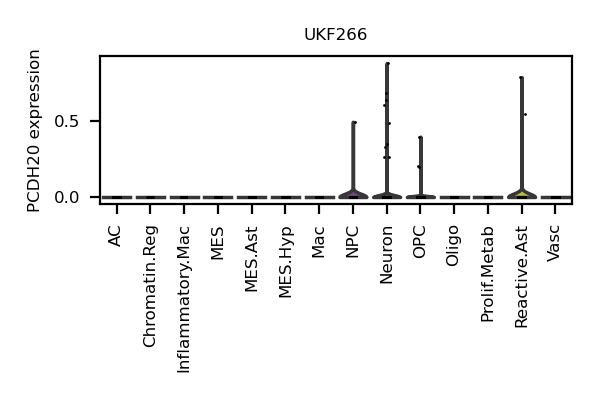 UKF266
PCDH20 expression
0.5
0.0
AC
Chromatin.Reg
Inflammatory.Mac
MES
MES.Ast
MES.Hyp
Mac
NPC
Neuron
OPC
Oligo
Prolif.Metab
Reactive.Ast
Vasc